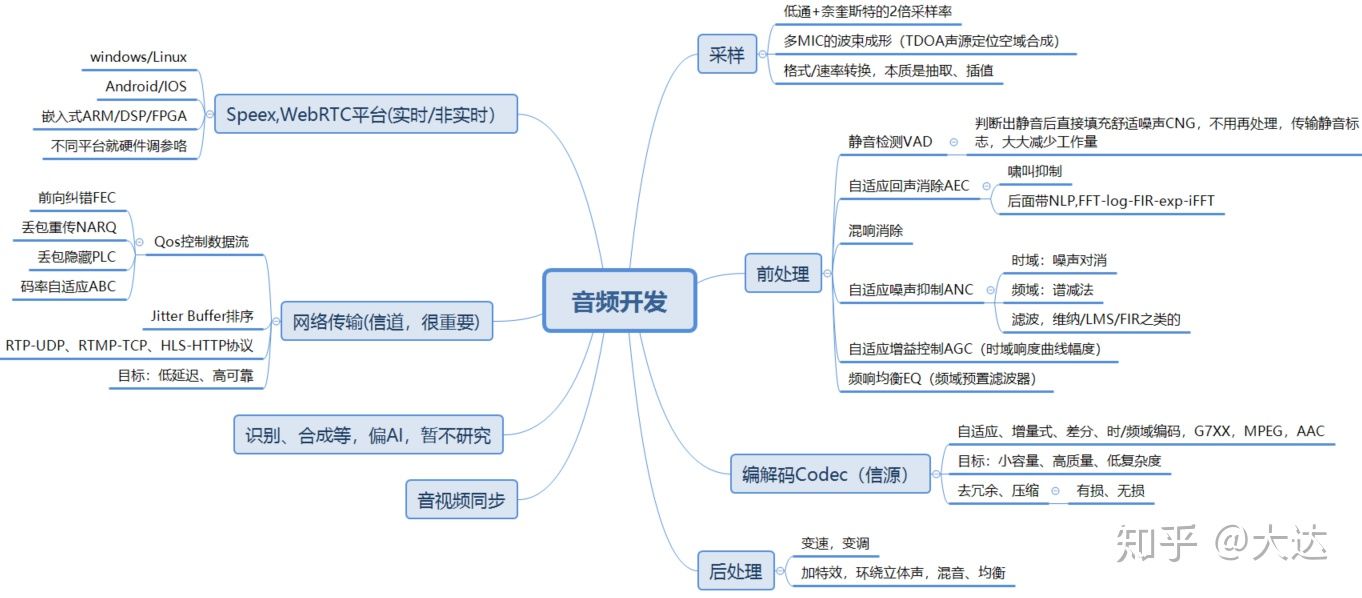 音频开发
采样
低通+奈奎斯特的2倍采样率
多MIC的波束成形（TDOA声源定位空域合成）
格式/速率转换，本质是抽取、插值
前处理
静音检测VAD
判断出静音后直接填充舒适噪声CNG，不用再处理，传输静音标
志，大大减少工作量
自适应回声消除AEC
啸叫抑制
后面带NLP,FFT-log-FIR-exp-iFFT
混响消除
自适应噪声抑制ANC
时域：噪声对消
频域：谱减法
滤波，维纳/LMS/FIR之类的
自适应增益控制AGC（时域响度曲线幅度）
频响均衡EQ（频域预置滤波器）
编解码Codec（信源）
自适应、增量式、差分、时/频域编码，G7XX，MPEG，AAC
目标：小容量、高质量、低复杂度
去冗余、压缩
有损、无损
后处理
变速，变调
加特效，环绕立体声，混音、均衡
Speex,WebRTC平台(实时/非实时）
windows/Linux
Android/IOS
嵌入式ARM/DSP/FPGA
不同平台就硬件调参咯
网络传输(信道，很重要)
Qos控制数据流
前向纠错FEC
丢包重传NARQ
丢包隐藏PLC
码率自适应ABC
Jitter Buffer排序
RTP-UDP、RTMP-TCP、HLS-HTTP协议
目标：低延迟、高可靠
识别、合成等，偏AI，暂不研究
音视频同步
知乎 @大达